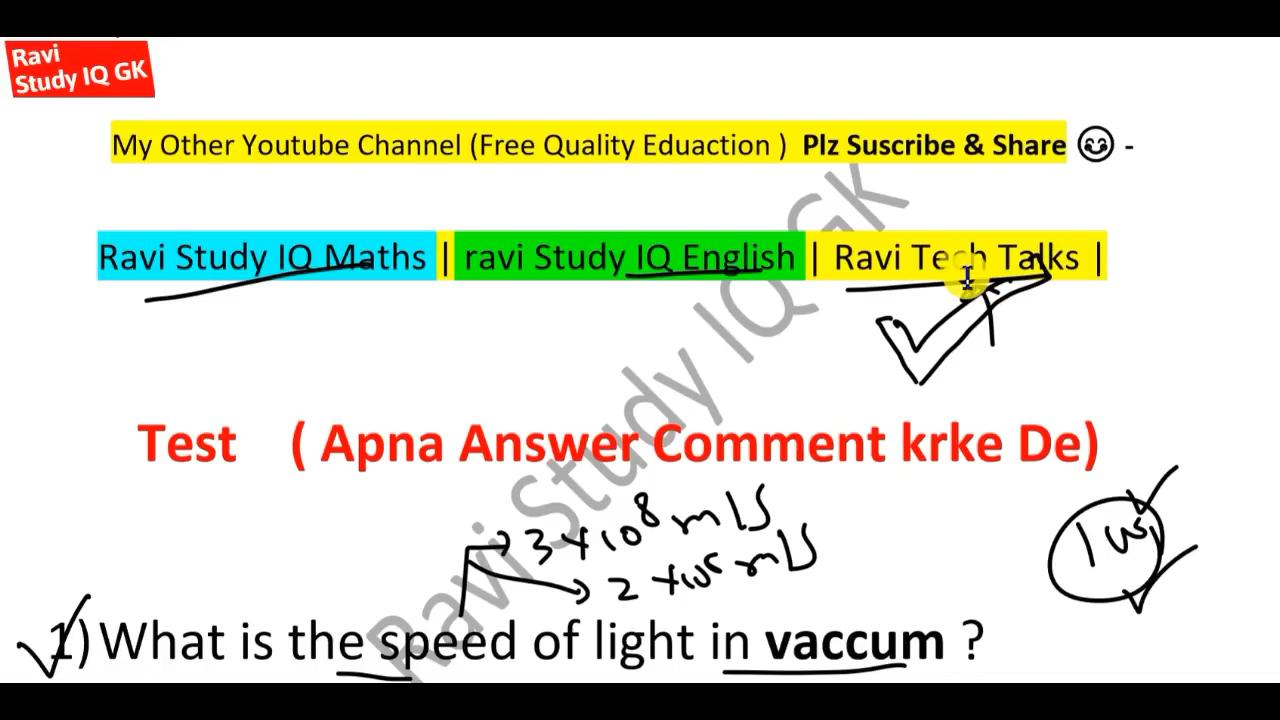 Ravi
Study IQ GK
My Other Youtube Channel (Free Quality Eduaction ) Plz Suscribe & Share 😊 -
Ravi Study IQ Maths | ravi Study IQ English | Ravi Tech Talks |
Ravi Study IQ GK
Test ( Apna Answer Comment krke De)
3×10⁸ m/s
2 m/s
1) What is the speed of light in vaccum ?